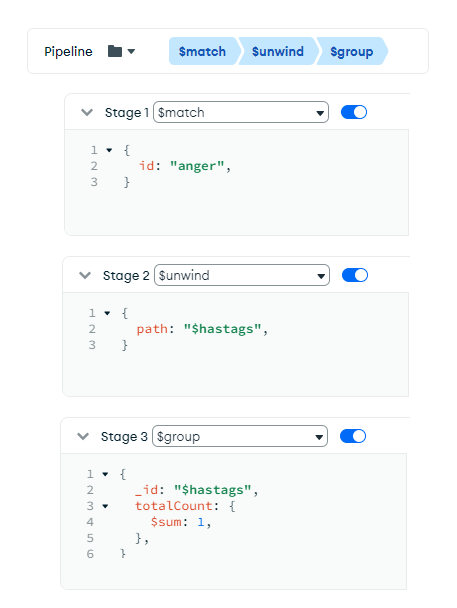 Pipeline $match $unwind $group
Stage 1 $match
1 {
2 id: "anger",
3 }
Stage 2 $unwind
1 {
2 path: "$hastags",
3 }
Stage 3 $group
1 {
2 _id: "$hastags",
3 totalCount: {
4 $sum: 1,
5 },
6 }